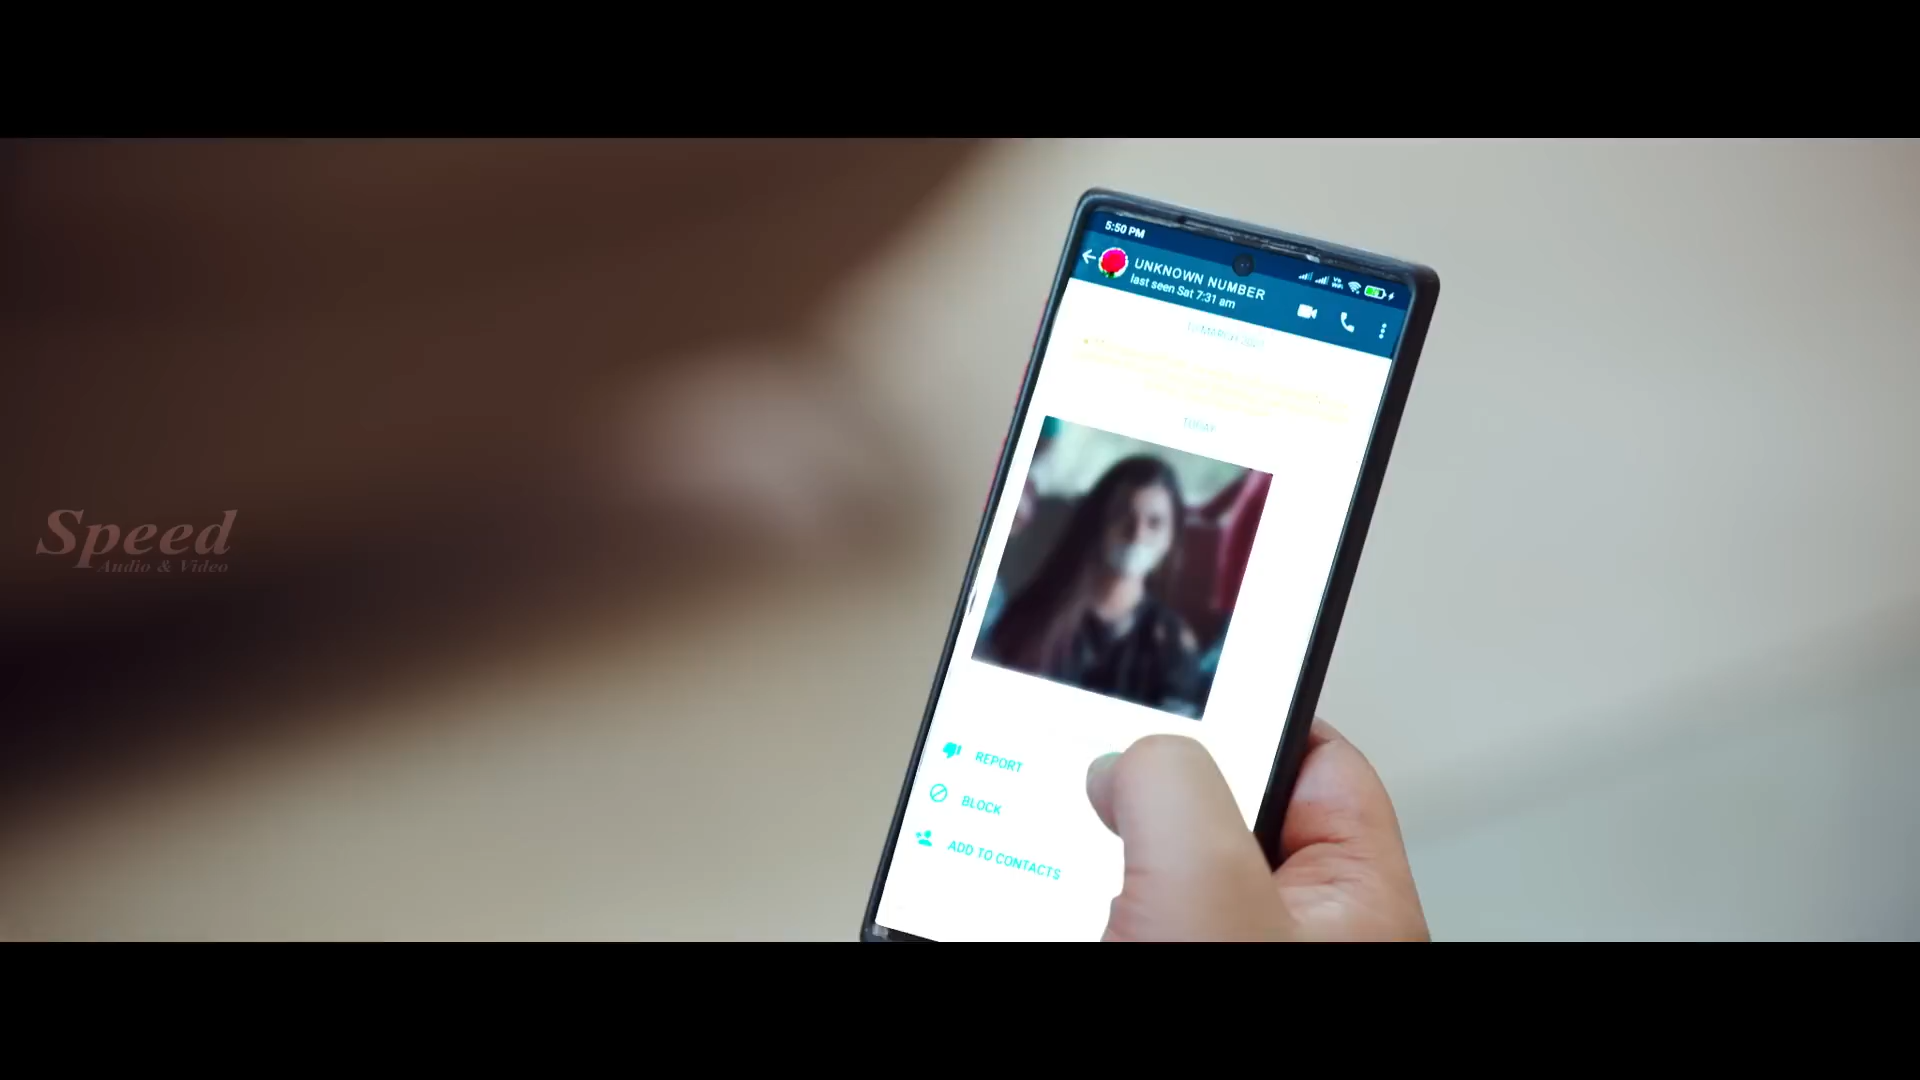 5:50 PM
UNKNOWN NUMBER
last seen Sat 7:31 am
TODAY
REPORT
BLOCK
ADD TO CONTACTS
Speed
Audio & Video